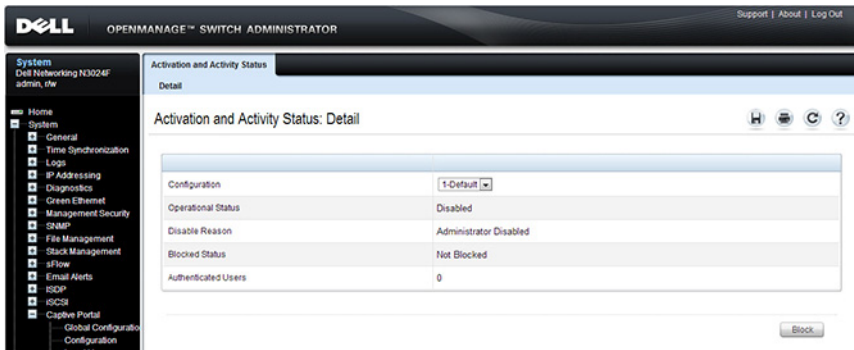 Support | About | Log Out
DELL OPENMANAGE™ SWITCH ADMINISTRATOR
System
Dell Networking N3024F
admin, r/w
Home
System
General
Time Synchronization
Logs
IP Addressing
Diagnostics
Green Ethernet
Management Security
SNMP
File Management
Stack Management
sFlow
Email Alerts
ISDP
iSCSI
Captive Portal
Global Configuratio
Configuration
Activation and Activity Status
Detail
Activation and Activity Status: Detail
Configuration 1-Default
Operational Status Disabled
Disable Reason Administrator Disabled
Blocked Status Not Blocked
Authenticated Users 0
Block